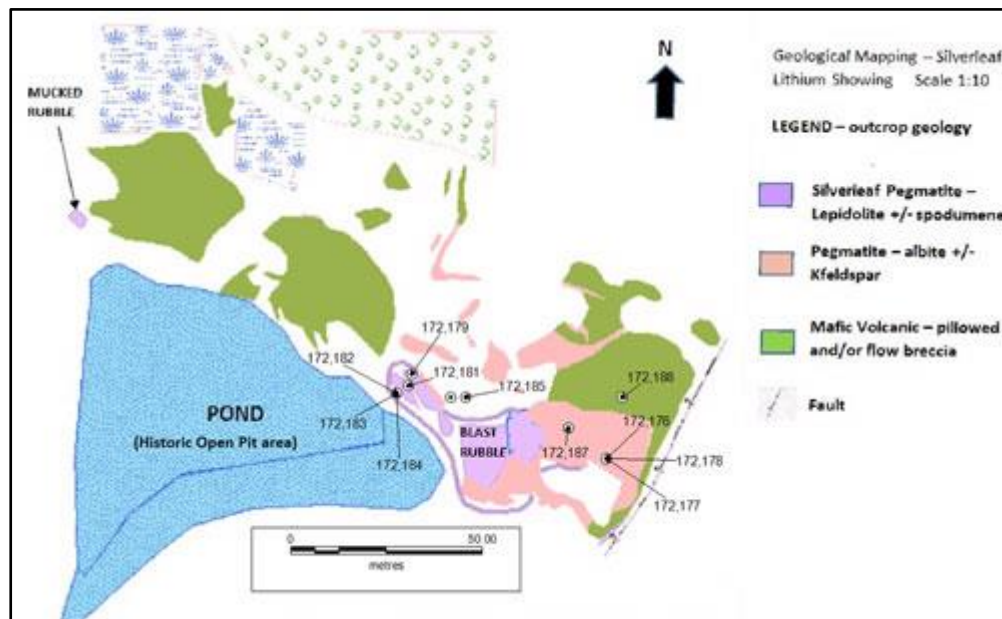 MUCKED
RUBBLE
N
Geological Mapping – Silverleaf
Lithium Showing Scale 1:10
LEGEND – outcrop geology
Silverleaf Pegmatite –
Lepidolite +/- spodumene
Pegmatite – albite +/-
Kfeldspar
Mafic Volcanic – pillowed
and/or flow breccia
Fault
172,179
172,182
172,181
172,185
172,188
172,176
172,183
172,184
172,187
172,178
172,177
POND
(Historic Open Pit area)
BLAST
RUBBLE
0 50.00
metres